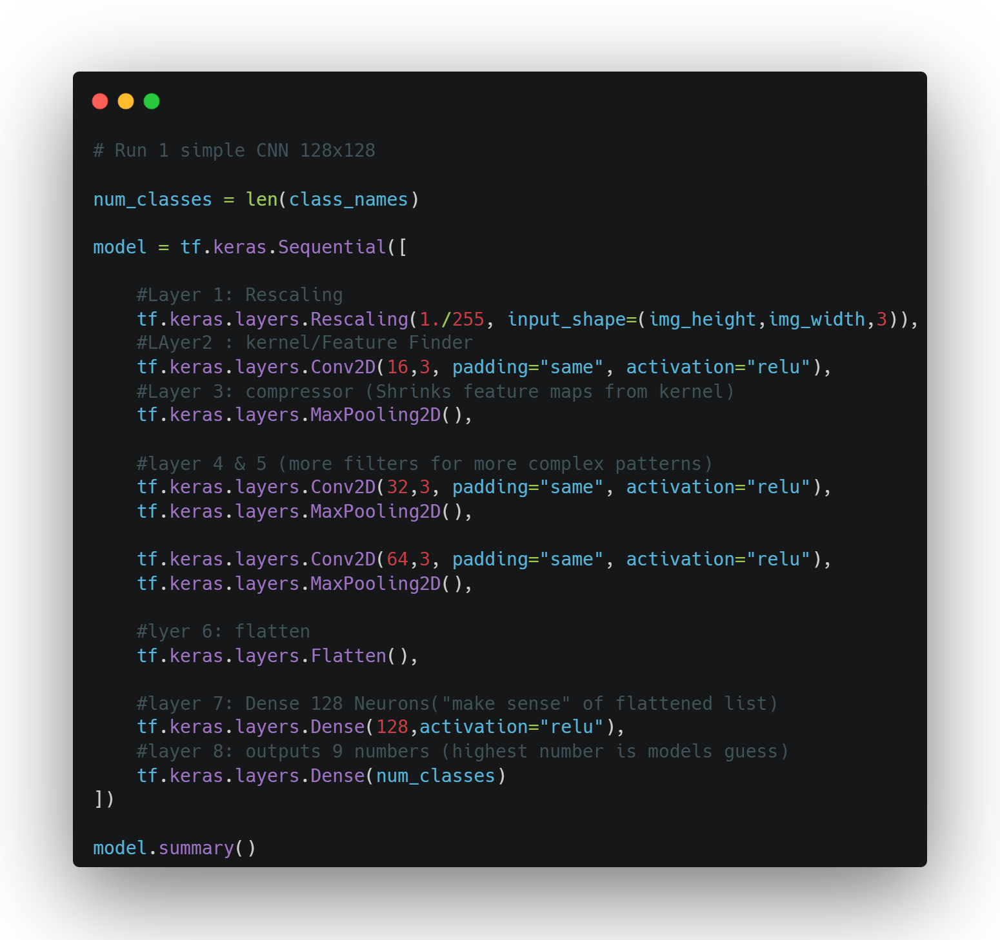 # Run 1 simple CNN 128x128
num_classes = len(class_names)
model = tf.keras.Sequential([
    #Layer 1: Rescaling
    tf.keras.layers.Rescaling(1./255, input_shape=(img_height,img_width,3)),
    #LAyer2 : kernel/Feature Finder
    tf.keras.layers.Conv2D(16,3, padding="same", activation="relu"),
    #Layer 3: compressor (Shrinks feature maps from kernel)
    tf.keras.layers.MaxPooling2D(),
    #layer 4 & 5 (more filters for more complex patterns)
    tf.keras.layers.Conv2D(32,3, padding="same", activation="relu"),
    tf.keras.layers.MaxPooling2D(),
    tf.keras.layers.Conv2D(64,3, padding="same", activation="relu"),
    tf.keras.layers.MaxPooling2D(),
    #lyer 6: flatten
    tf.keras.layers.Flatten(),
    #layer 7: Dense 128 Neurons("make sense" of flattened list)
    tf.keras.layers.Dense(128,activation="relu"),
    #layer 8: outputs 9 numbers (highest number is models guess)
    tf.keras.layers.Dense(num_classes)
])
model.summary()